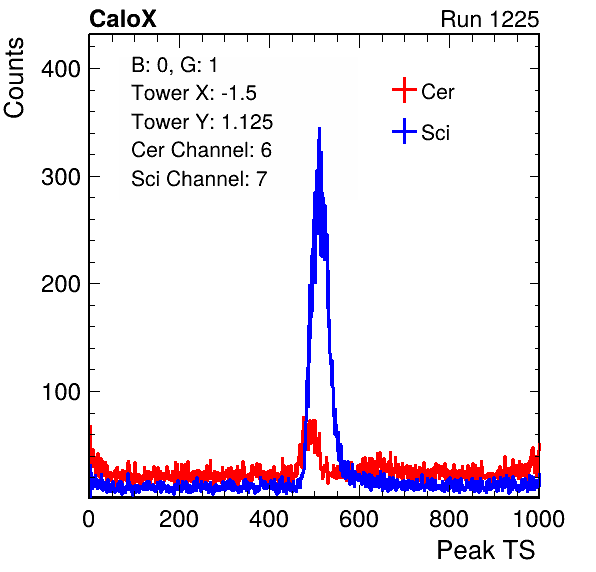 CaloX Run 1225
Counts
B: 0, G: 1
Tower X: -1.5
Tower Y: 1.125
Cer Channel: 6
Sci Channel: 7
Cer
Sci
400
300
200
100
0 200 400 600 800 1000
Peak TS